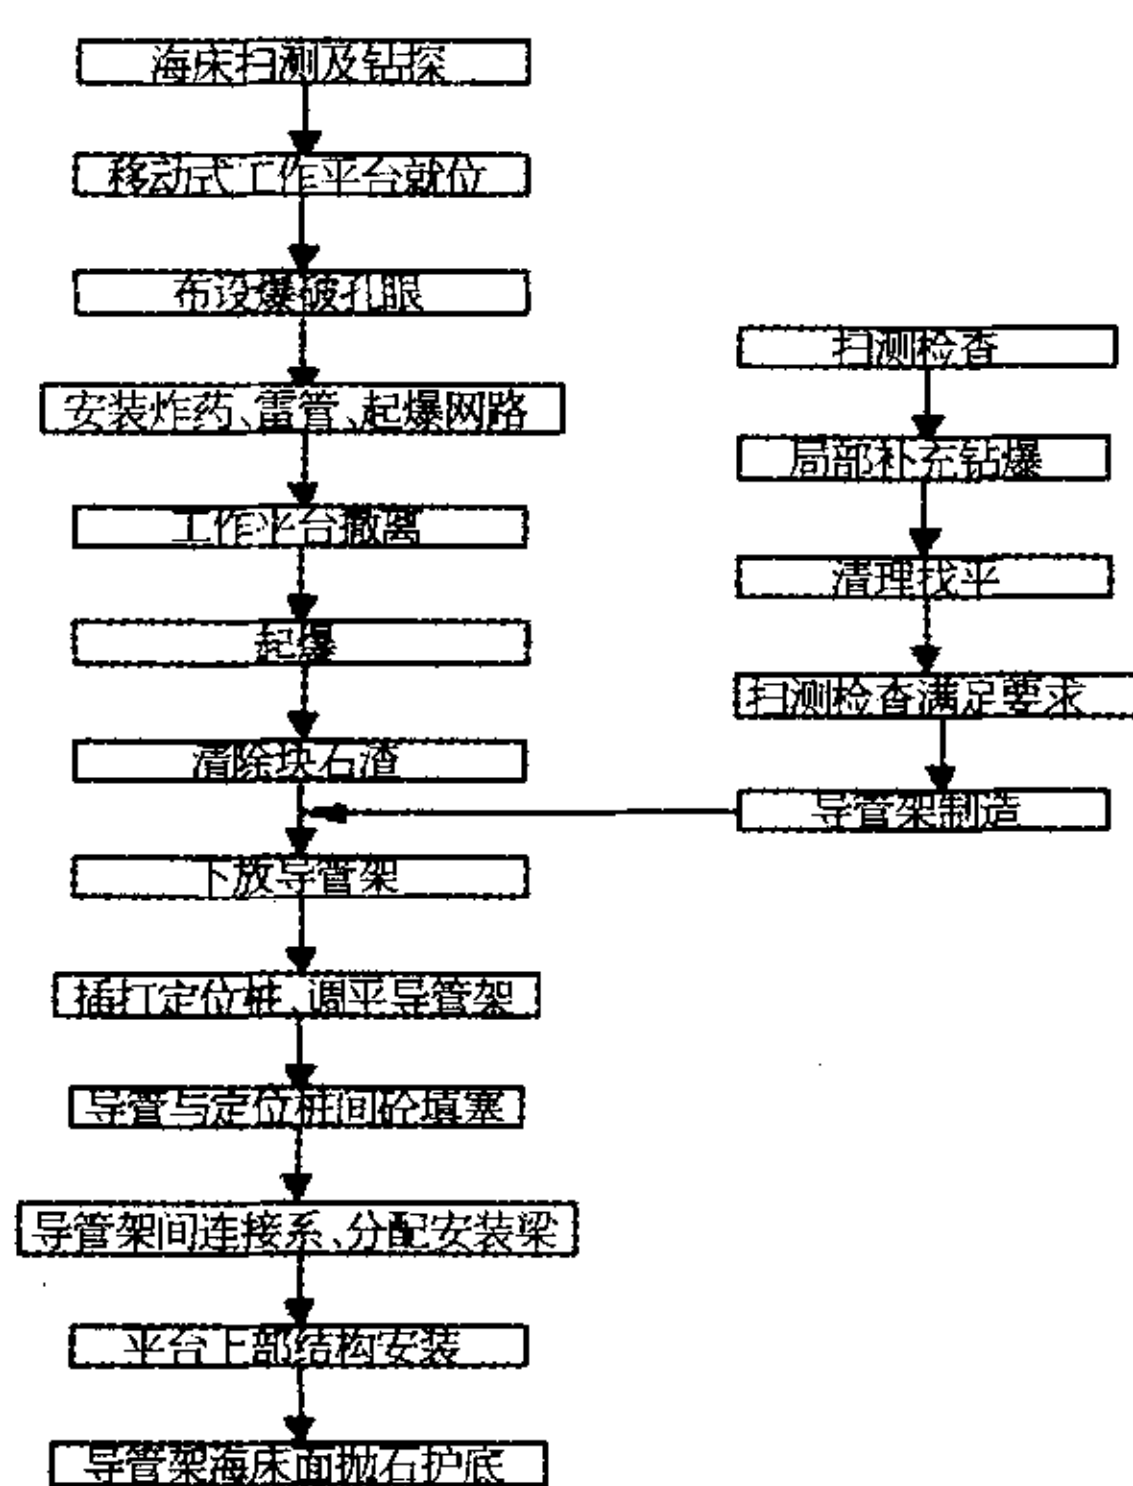 海床扫测及钻探
移动式工作平台就位
布设爆破孔眼
安装炸药、雷管、起爆网路
工作平台撤离
起爆
清除块石渣
下放导管架
插打定位桩、调平导管架
导管与定位桩间砼填塞
导管架间连接系、分配安装梁
平台上部结构安装
导管架海床面抛石护底
扫测检查
局部补充钻爆
清理找平
扫测检查满足要求
导管架制造